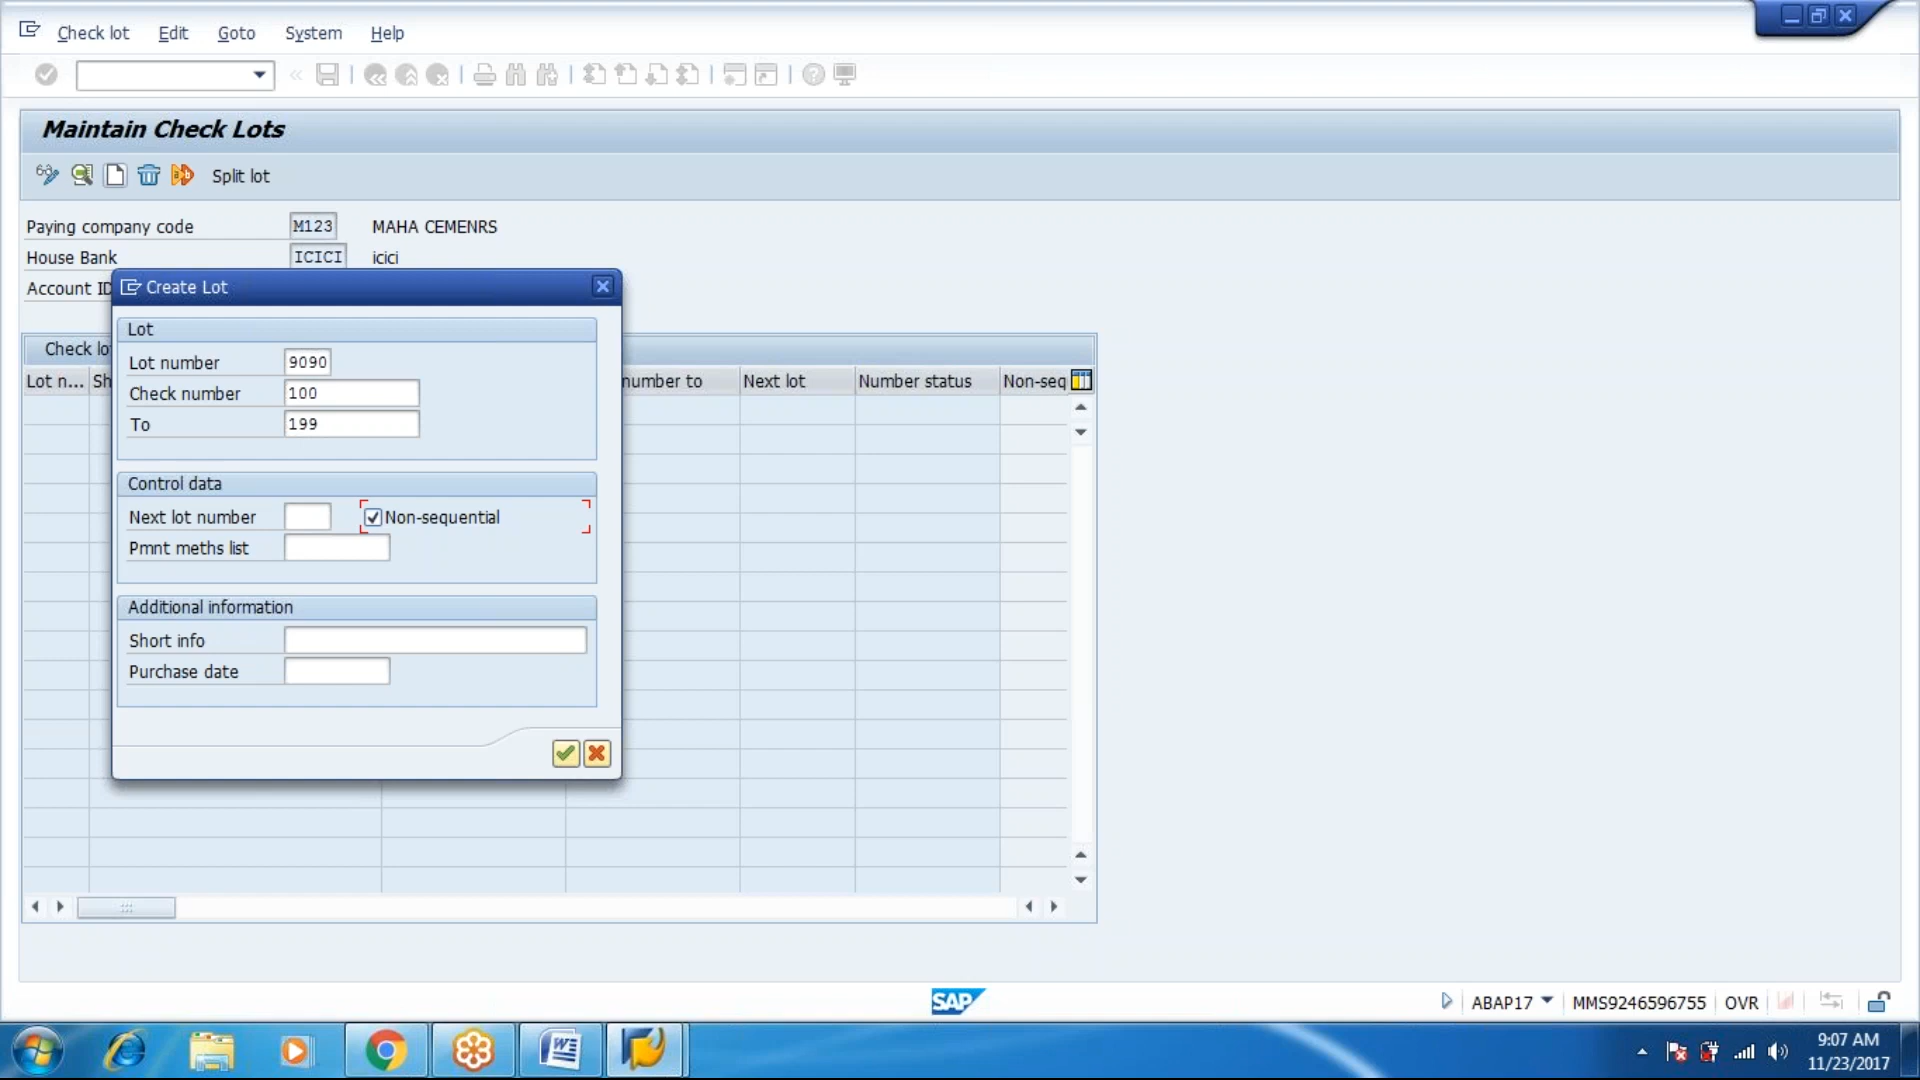 Check lot Edit Goto System Help
Maintain Check Lots
Split lot
Paying company code M123 MAHA CEMENRS
House Bank ICICI icici
Account ID
Create Lot
Lot
Lot number 9090
Check number 100
To 199
Control data
Next lot number Non-sequential
Pmnt meths list
Additional information
Short info
Purchase date
Check lo
Lot n... Sh number to Next lot Number status Non-seq
SAP ABAP17 MMS9246596755 OVR
9:07 AM
11/23/2017